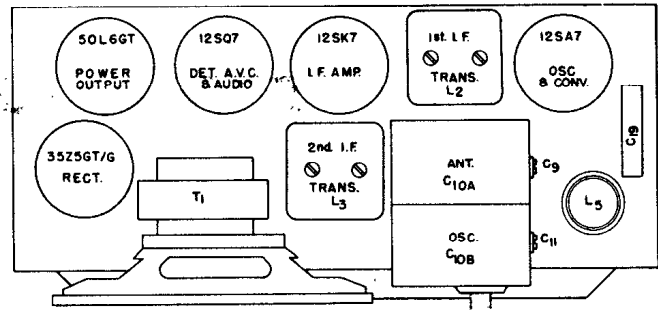 50L6GT
POWER
OUTPUT
12SQ7
DET. A.V.C.
& AUDIO
12SK7
I.F. AMP.
1st. I.F.
TRANS.
L2
12SA7
OSC
& CONV.
C19
35Z5GT/G
RECT.
T1
2nd. I.F.
TRANS.
L3
ANT.
C10A
C9
L5
OSC.
C10B
C11